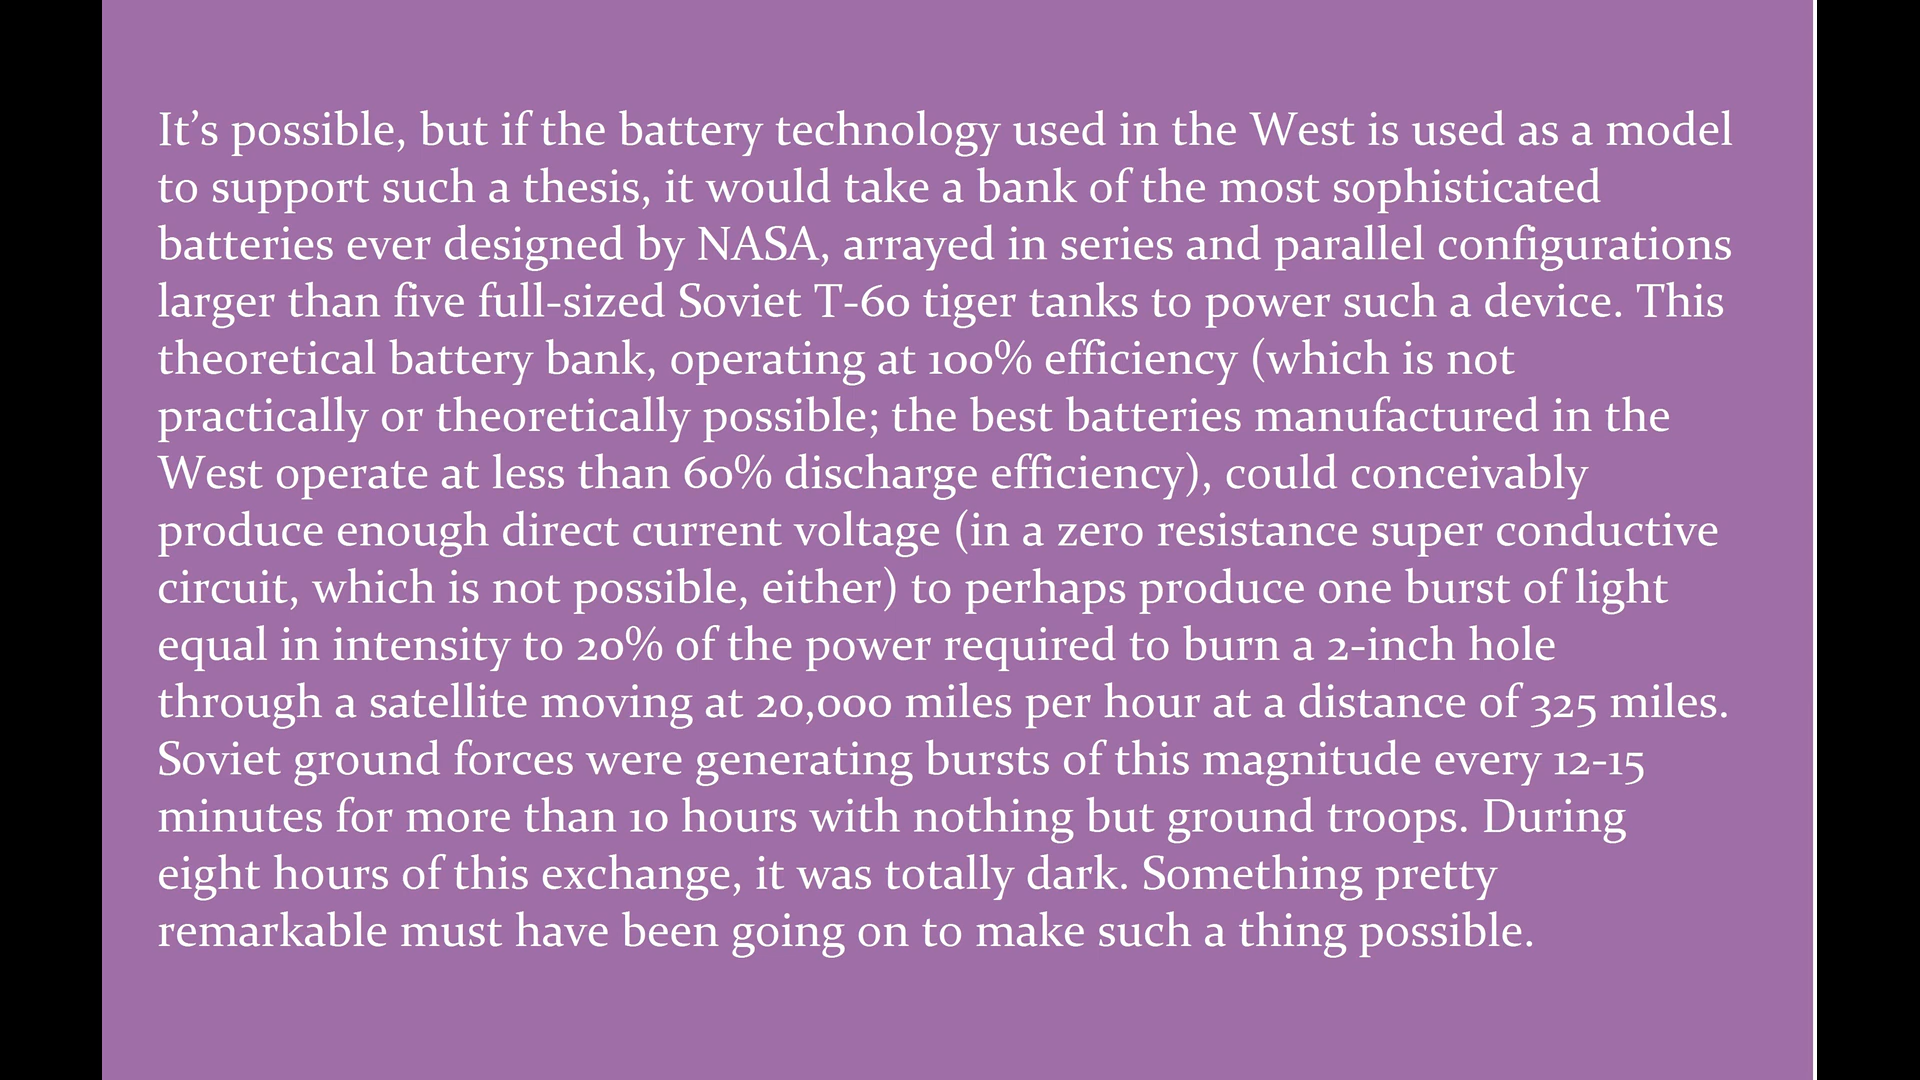 It’s possible, but if the battery technology used in the West is used as a model
to support such a thesis, it would take a bank of the most sophisticated
batteries ever designed by NASA, arrayed in series and parallel configurations
larger than five full-sized Soviet T-60 tiger tanks to power such a device. This
theoretical battery bank, operating at 100% efficiency (which is not
practically or theoretically possible; the best batteries manufactured in the
West operate at less than 60% discharge efficiency), could conceivably
produce enough direct current voltage (in a zero resistance super conductive
circuit, which is not possible, either) to perhaps produce one burst of light
equal in intensity to 20% of the power required to burn a 2-inch hole
through a satellite moving at 20,000 miles per hour at a distance of 325 miles.
Soviet ground forces were generating bursts of this magnitude every 12-15
minutes for more than 10 hours with nothing but ground troops. During
eight hours of this exchange, it was totally dark. Something pretty
remarkable must have been going on to make such a thing possible.